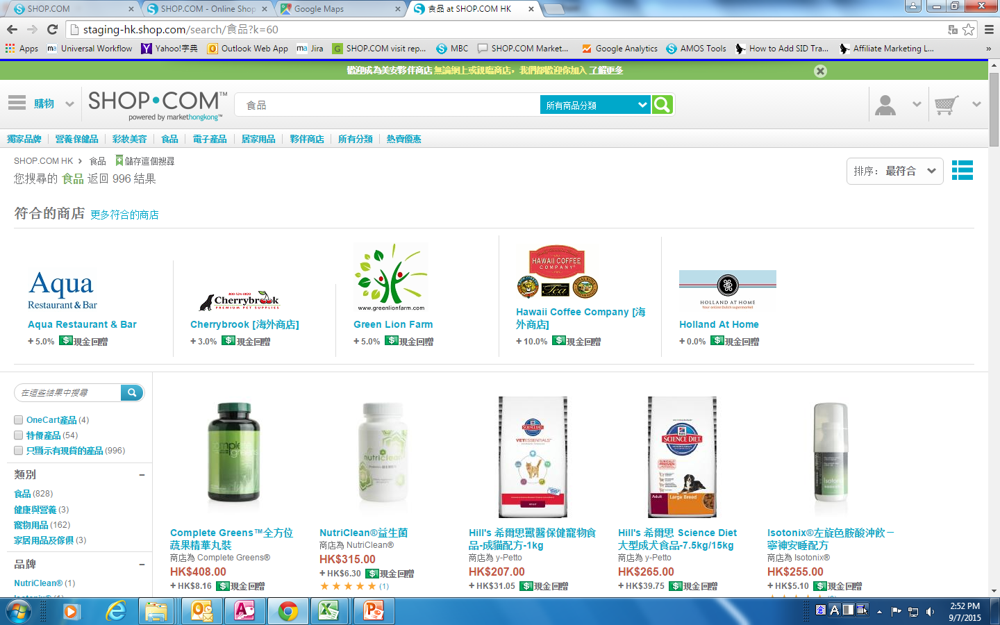 SHOP.COM
SHOP.COM - Online Shop
Google Maps
食品 at SHOP.COM HK
staging-hk.shop.com/search/食品?k=60
Apps
ma Universal Workflow
Yahoo!字典
Outlook Web App
ma Jira
SHOP.COM visit rep...
MBC
SHOP.COM Market...
Google Analytics
AMOS Tools
How to Add SID Tra...
Affiliate Marketing L...
»
歡迎成為美安夥伴商店 無論網上或親臨商店，我們都歡迎你加入 了解更多
購物
SHOP•COM™
powered by markethongkong™
食品
所有商品分類
獨家品牌
營養保健品
彩妝美容
食品
電子產品
居家用品
夥伴商店
所有分類
熱賣優惠
SHOP.COM HK > 食品
儲存這個搜尋
您搜尋的 食品 返回 996 結果
排序： 最符合
符合的商店 更多符合的商店
Aqua
Restaurant & Bar
Aqua Restaurant & Bar
+ 5.0% $現金回贈
800-524-0820
Cherrybrook
PREMIUM PET SUPPLIES
Cherrybrook [海外商店]
+ 3.0% $現金回贈
www.greenlionfarm.com
Green Lion Farm
+ 5.0% $現金回贈
HAWAII COFFEE
COMPANY
Tea
Hawaii Coffee Company [海
外商店]
+ 10.0% $現金回贈
HOLLAND AT HOME
Your online Dutch supermarket
Holland At Home
+ 0.0% $現金回贈
在這些結果中搜尋
OneCart產品 (4)
特價產品 (54)
只顯示有現貨的產品 (996)
類別 −
食品 (828)
健康與營養 (3)
寵物用品 (162)
家居用品及傢俱 (3)
品牌 −
NutriClean® (1)
Isotonix® (1)
complete
greens
Complete Greens™全方位
蔬果精華丸裝
商店為 Complete Greens®
HK$408.00
+ HK$8.16 $現金回贈
nutriclean
NutriClean®益生菌
商店為 NutriClean®
HK$315.00
+ HK$6.30 $現金回贈
(1)
Hill's
VETESSENTIALS
Hill's 希爾思獸醫保健寵物食
品-成貓配方-1kg
商店為 y-Petto
HK$207.00
+ HK$31.05 $現金回贈
Hill's
SCIENCE DIET
CLINICALLY
PROVEN
Adult
Large Breed
Hill's 希爾思 Science Diet
大型成犬食品-7.5kg/15kg
商店為 y-Petto
HK$265.00
+ HK$39.75 $現金回贈
Isotonix
Isotonix®左旋色胺酸沖飲－
寧神安睡配方
商店為 Isotonix®
HK$255.00
+ HK$5.10 $現金回贈
A
2:52 PM
9/7/2015